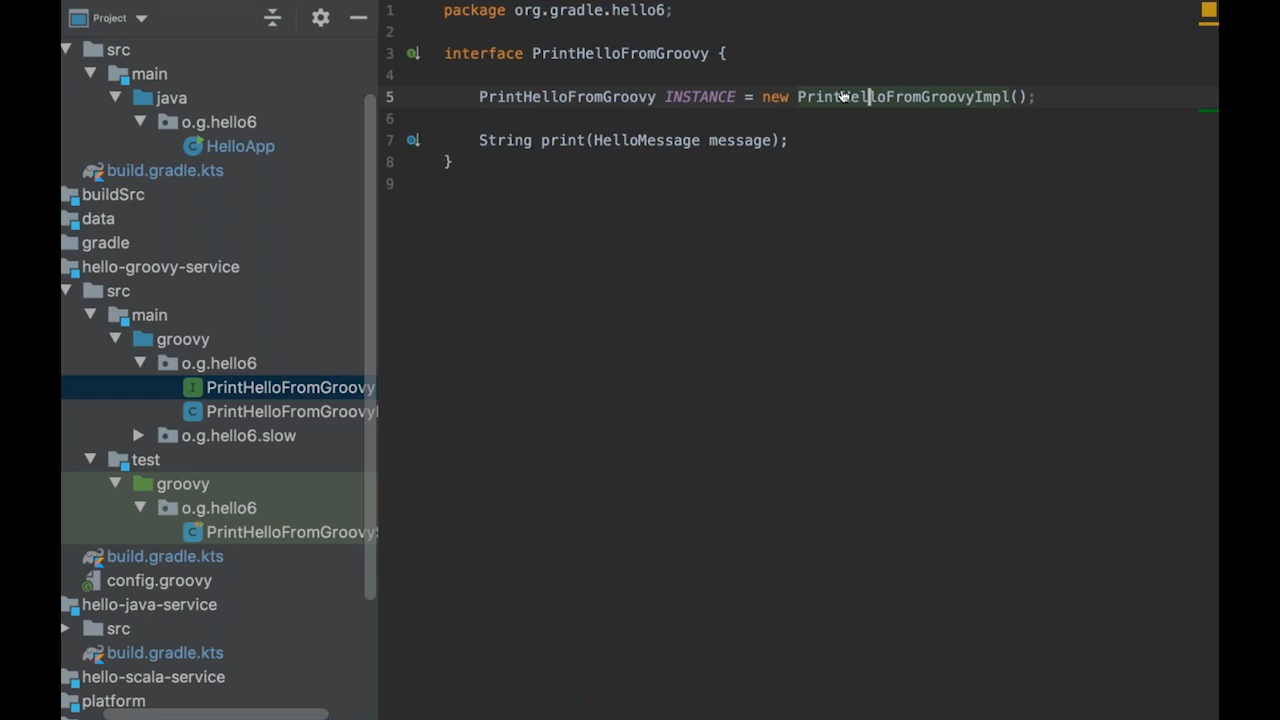 Project
src
main
java
o.g.hello6
HelloApp
build.gradle.kts
buildSrc
data
gradle
hello-groovy-service
src
main
groovy
o.g.hello6
PrintHelloFromGroovy
PrintHelloFromGroovyI
o.g.hello6.slow
test
groovy
o.g.hello6
PrintHelloFromGroovyS
build.gradle.kts
config.groovy
hello-java-service
src
build.gradle.kts
hello-scala-service
platform
1 package org.gradle.hello6;
2
3 interface PrintHelloFromGroovy {
4
5 PrintHelloFromGroovy INSTANCE = new PrintHelloFromGroovyImpl();
6
7 String print(HelloMessage message);
8 }
9